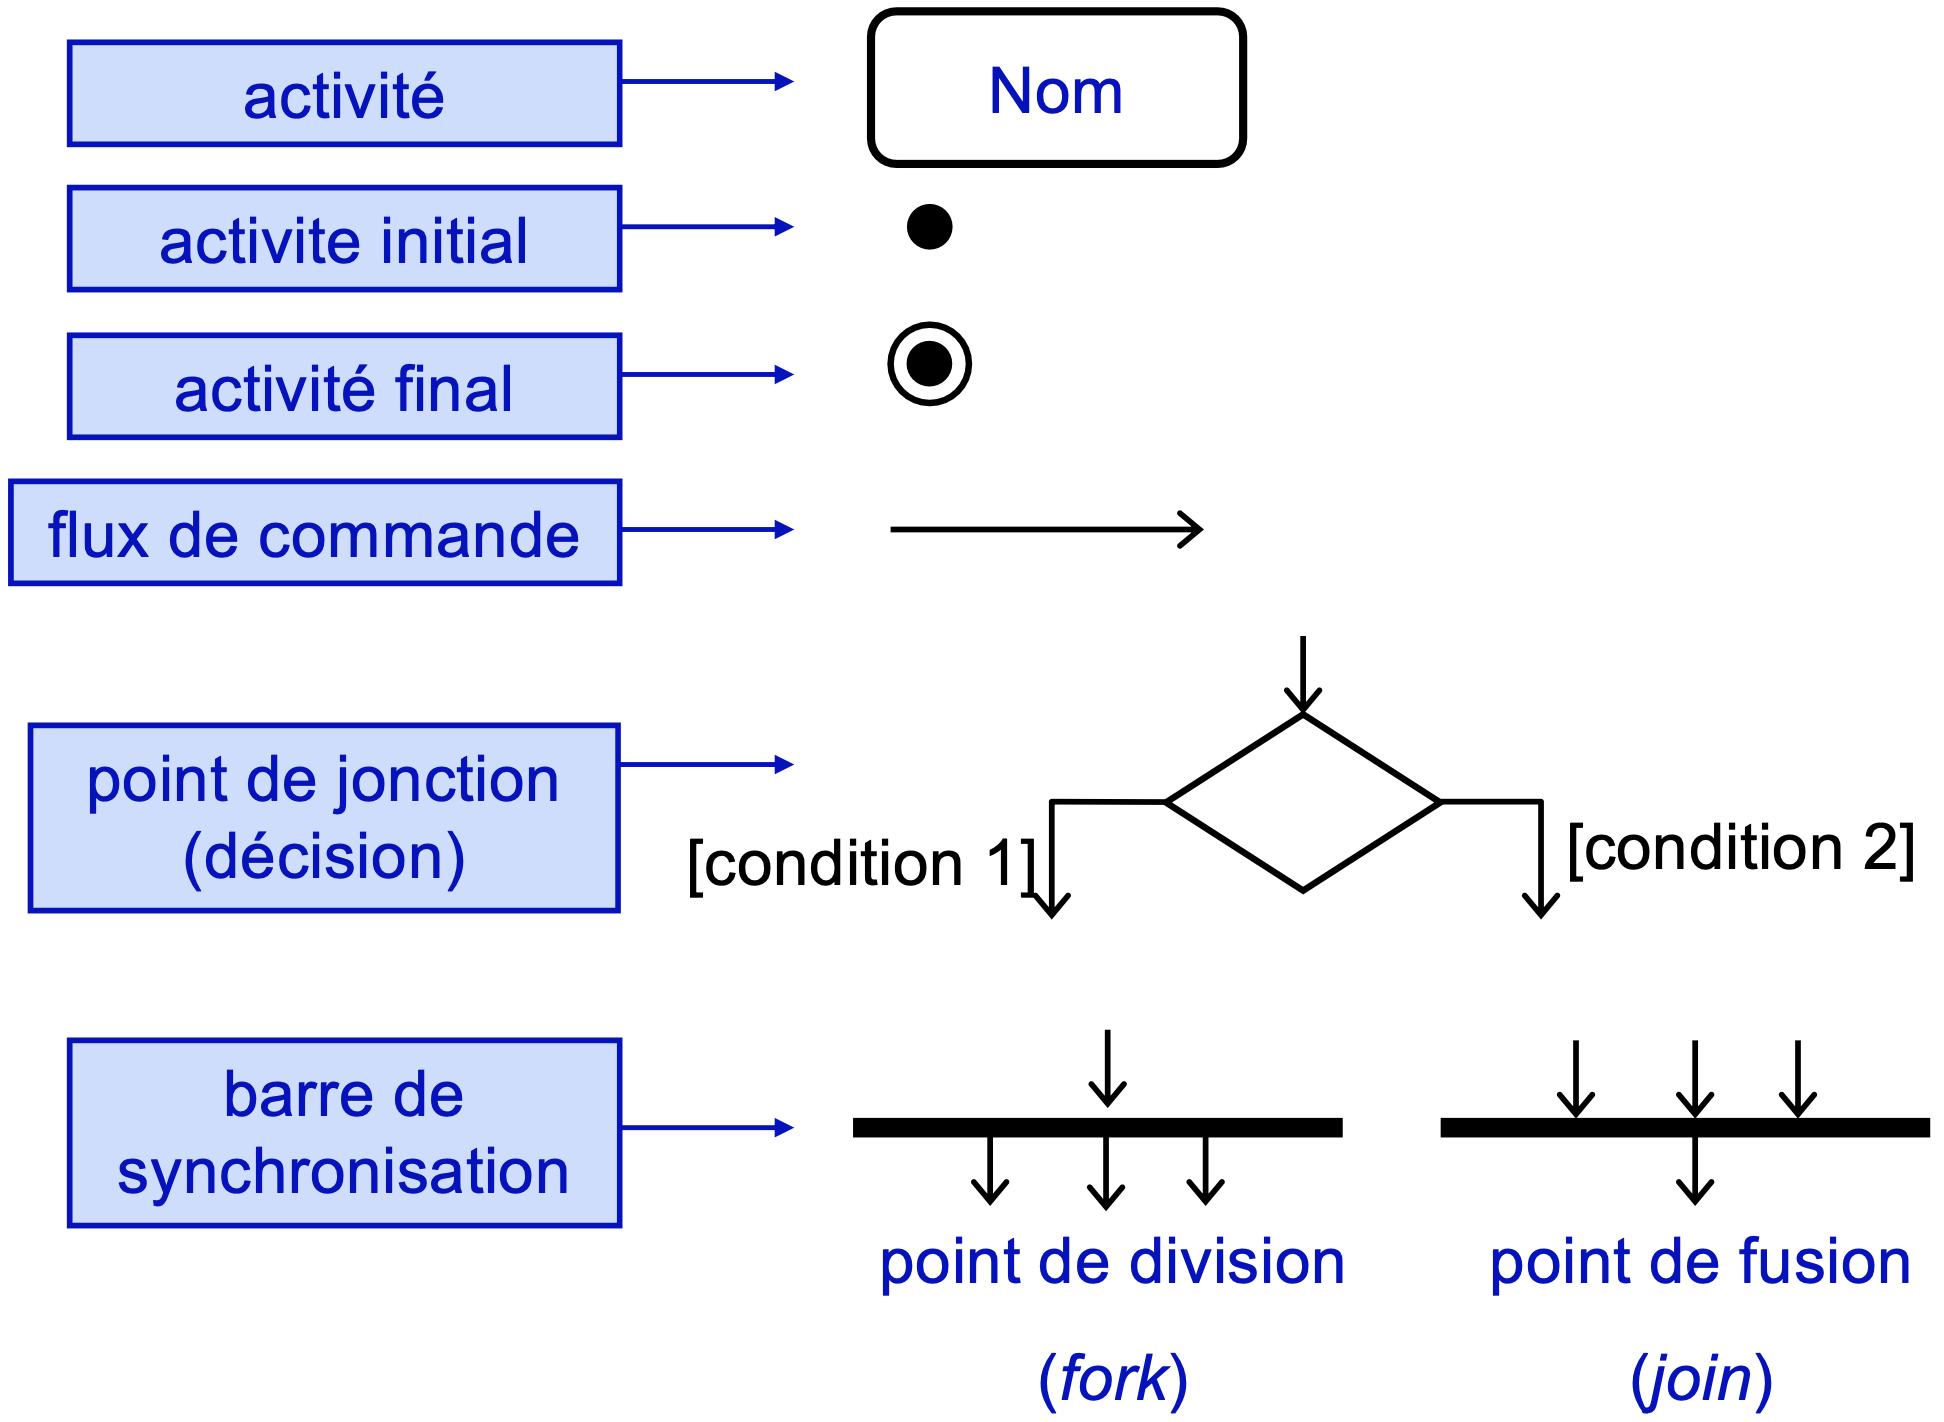 activité
Nom
activite initial
activité final
flux de commande
point de jonction
(décision)
[condition 1]
[condition 2]
barre de
synchronisation
point de division
point de fusion
(fork)
(join)